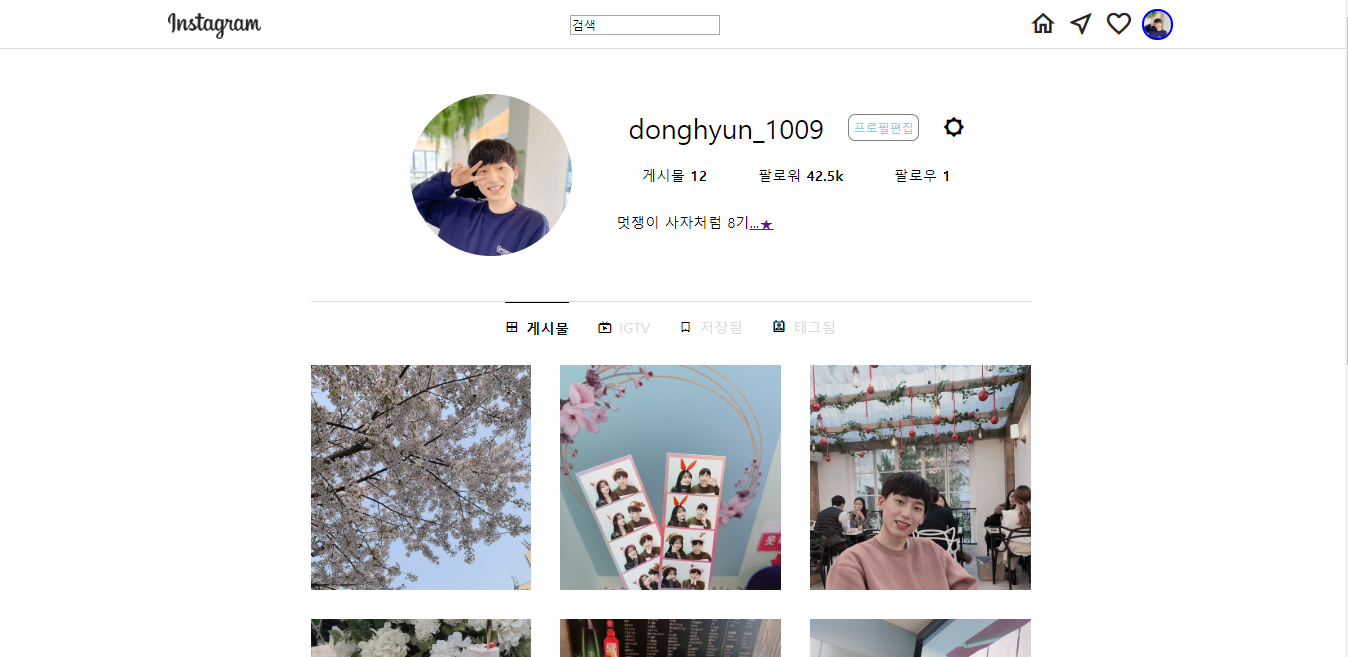 Instagram
검색
donghyun_1009 프로필편집
게시물 12 팔로워 42.5k 팔로우 1
멋쟁이 사자처럼 8기...★
게시물 IGTV 저장됨 태그됨